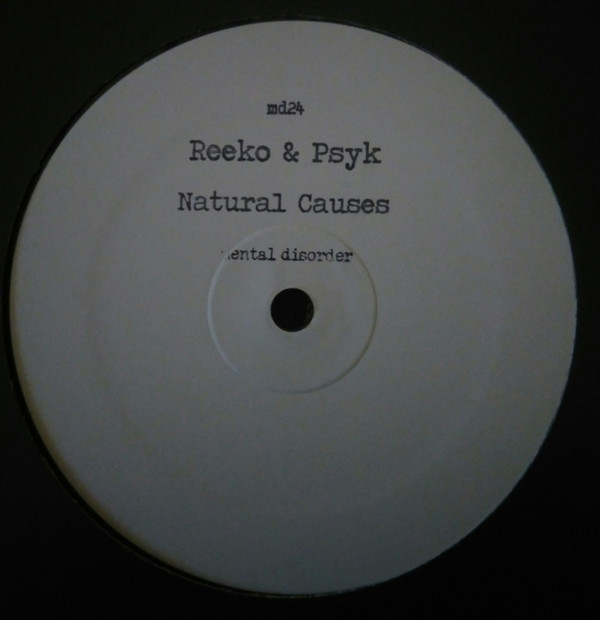 md24
Reeko & Psyk
Natural Causes
mental disorder